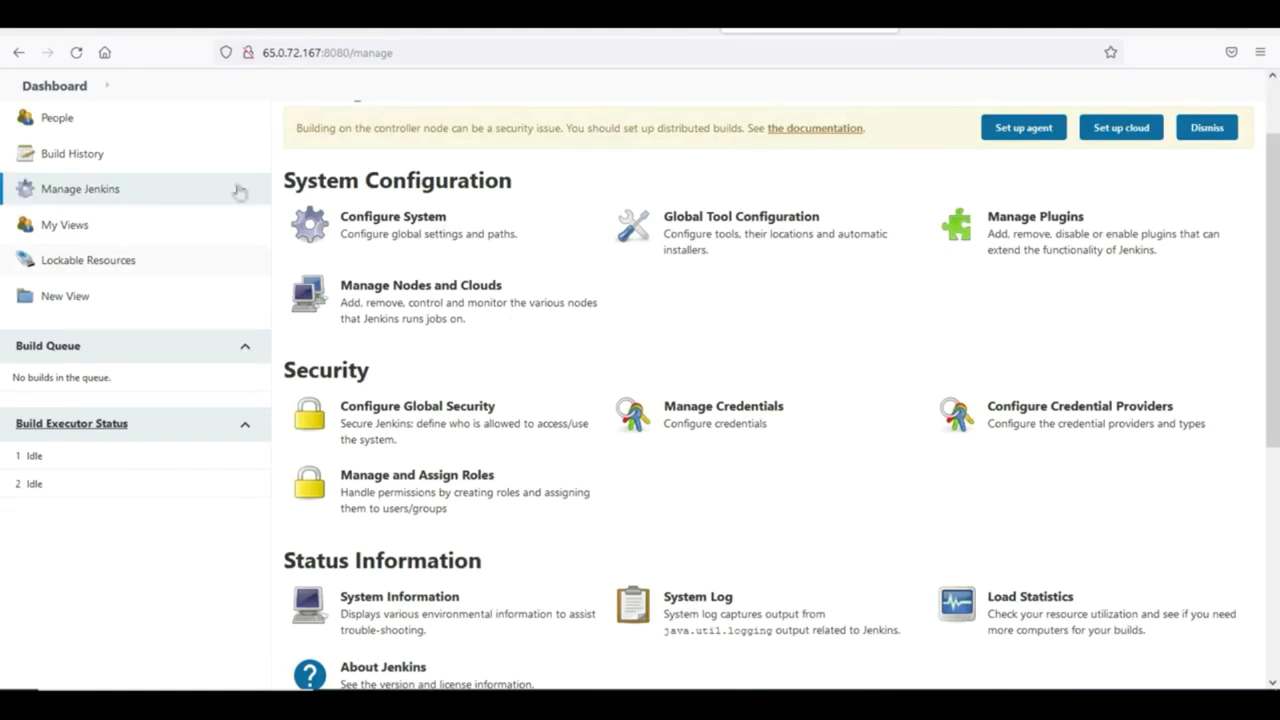 65.0.72.167:8080/manage
Dashboard
People
Build History
Manage Jenkins
My Views
Lockable Resources
New View
Build Queue
No builds in the queue.
Build Executor Status
1 Idle
2 Idle
Building on the controller node can be a security issue. You should set up distributed builds. See the documentation.
Set up agent
Set up cloud
Dismiss
System Configuration
Configure System
Configure global settings and paths.
Global Tool Configuration
Configure tools, their locations and automatic
installers.
Manage Plugins
Add, remove, disable or enable plugins that can
extend the functionality of Jenkins.
Manage Nodes and Clouds
Add, remove, control and monitor the various nodes
that Jenkins runs jobs on.
Security
Configure Global Security
Secure Jenkins: define who is allowed to access/use
the system.
Manage Credentials
Configure credentials
Configure Credential Providers
Configure the credential providers and types
Manage and Assign Roles
Handle permissions by creating roles and assigning
them to users/groups
Status Information
System Information
Displays various environmental information to assist
trouble-shooting.
System Log
System log captures output from
java.util.logging output related to Jenkins.
Load Statistics
Check your resource utilization and see if you need
more computers for your builds.
About Jenkins
See the version and license information.